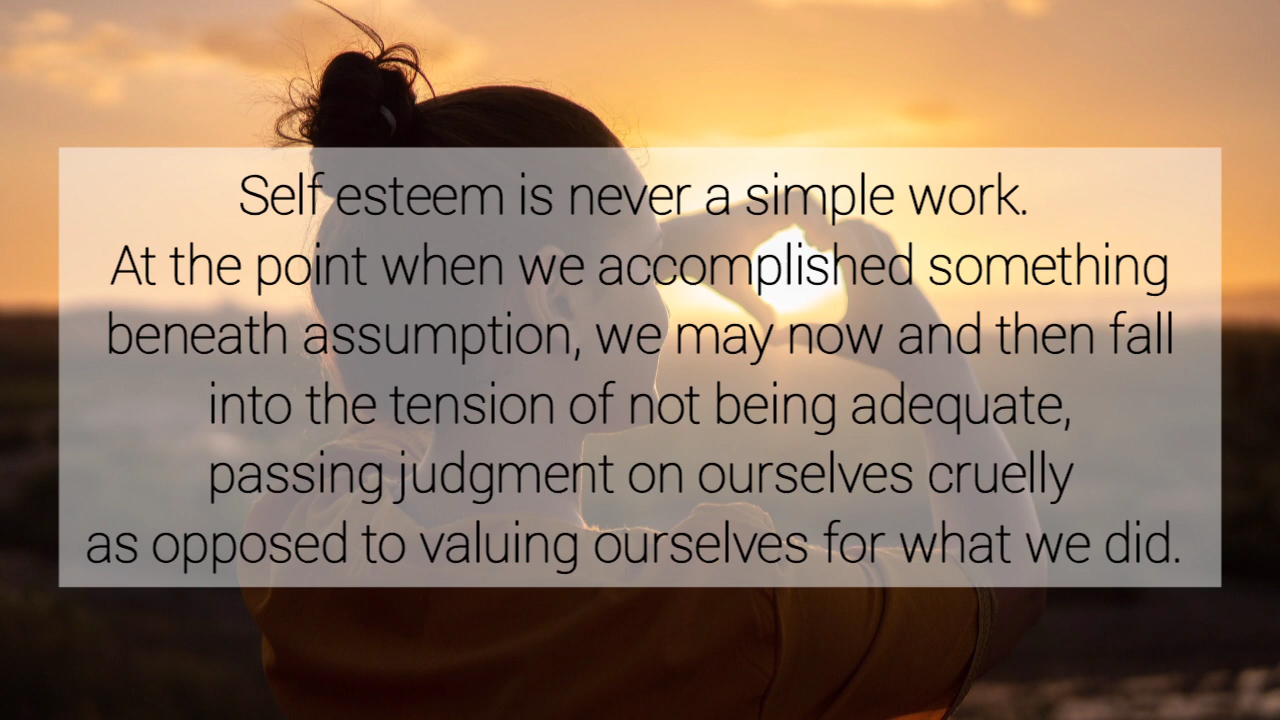 Self esteem is never a simple work.
At the point when we accomplished something
beneath assumption, we may now and then fall
into the tension of not being adequate,
passing judgment on ourselves cruelly
as opposed to valuing ourselves for what we did.